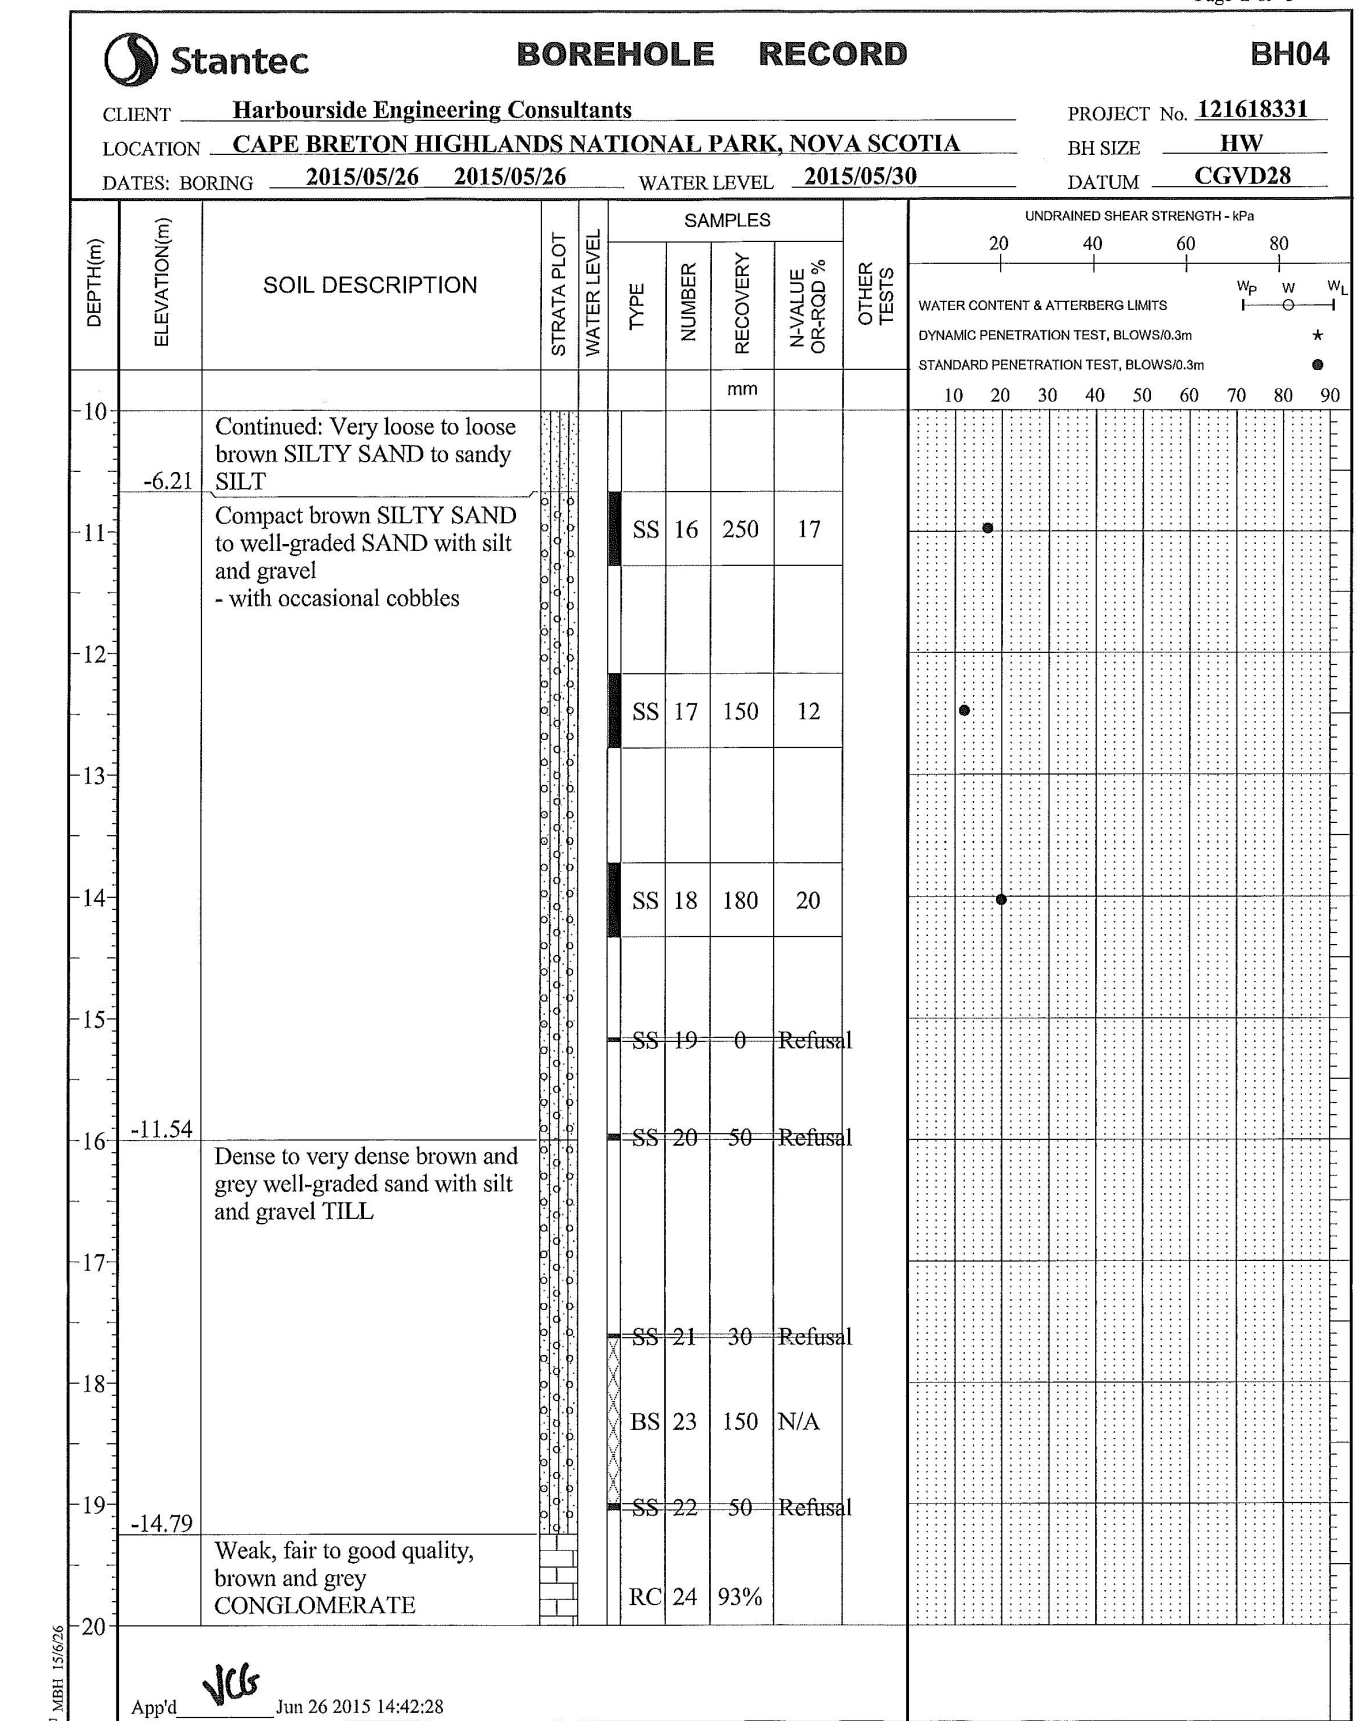 Stantec
BOREHOLE RECORD
BH04
CLIENT Harbourside Engineering Consultants
PROJECT No. 121618331
LOCATION CAPE BRETON HIGHLANDS NATIONAL PARK, NOVA SCOTIA
BH SIZE HW
DATES: BORING 2015/05/26 2015/05/26 WATER LEVEL 2015/05/30
DATUM CGVD28
DEPTH(m)
ELEVATION(m)
SOIL DESCRIPTION
STRATA PLOT
WATER LEVEL
SAMPLES
TYPE
NUMBER
RECOVERY
N-VALUE
OR-RQD %
OTHER
TESTS
mm
UNDRAINED SHEAR STRENGTH - kPa
20 40 60 80
WP W WL
WATER CONTENT & ATTERBERG LIMITS
DYNAMIC PENETRATION TEST, BLOWS/0.3m ★
STANDARD PENETRATION TEST, BLOWS/0.3m ●
10 20 30 40 50 60 70 80 90
10
Continued: Very loose to loose
brown SILTY SAND to sandy
-6.21 SILT
Compact brown SILTY SAND
11 to well-graded SAND with silt
and gravel
- with occasional cobbles
SS 16 250 17
12
SS 17 150 12
13
14
SS 18 180 20
15
SS 19 0 Refusal
-11.54
SS 20 50 Refusal
16
Dense to very dense brown and
grey well-graded sand with silt
and gravel TILL
17
SS 21 30 Refusal
18
BS 23 150 N/A
19
SS 22 50 Refusal
-14.79
Weak, fair to good quality,
brown and grey
CONGLOMERATE
RC 24 93%
20
MBH 15/6/26
App'd VCG Jun 26 2015 14:42:28